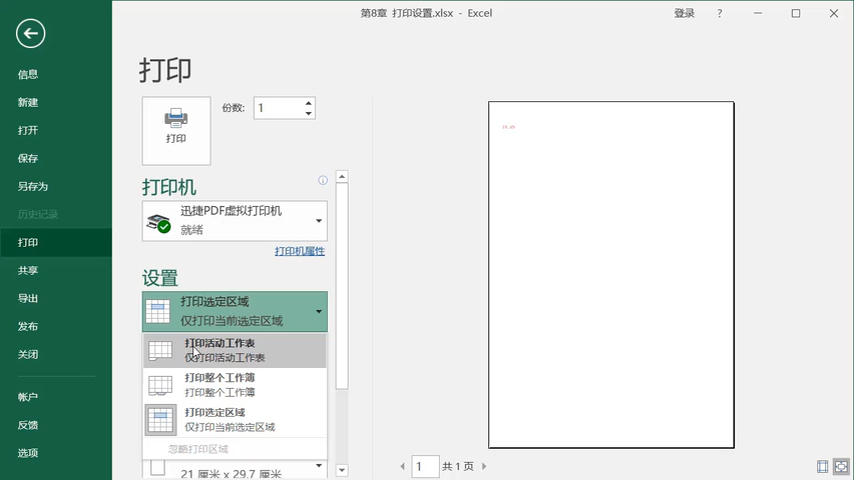 第8章 打印设置.xlsx - Excel
登录
?
信息
新建
打开
保存
另存为
历史记录
打印
共享
导出
发布
关闭
帐户
反馈
选项
打印
打印
份数:
1
打印机
迅捷PDF虚拟打印机
就绪
打印机属性
设置
打印选定区域
仅打印当前选定区域
打印活动工作表
仅打印活动工作表
打印整个工作簿
打印整个工作簿
打印选定区域
仅打印当前选定区域
忽略打印区域
21 厘米 x 29.7 厘米
1
共 1 页